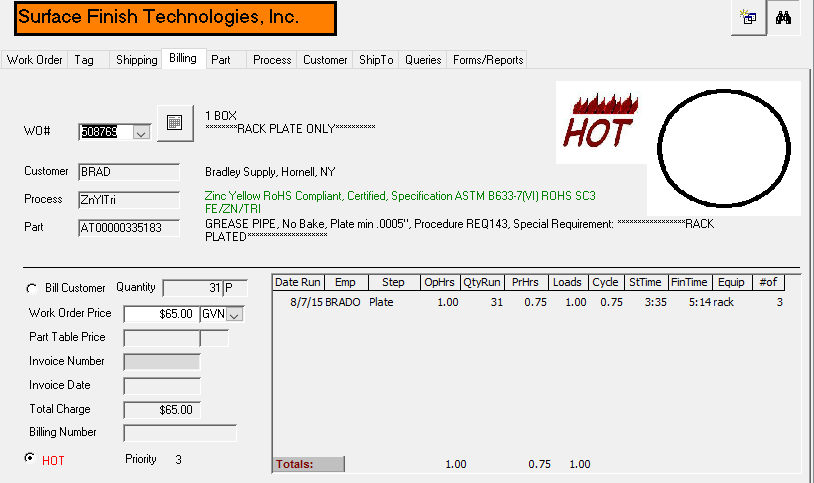 Surface Finish Technologies, Inc.
Work Order Tag Shipping Billing Part Process Customer ShipTo Queries Forms/Reports
WO# 508769
1 BOX
********RACK PLATE ONLY**********
HOT
Customer BRAD Bradley Supply, Hornell, NY
Process ZnYlTri Zinc Yellow RoHS Compliant, Certified, Specification ASTM B633-7(VI) ROHS SC3
FE/ZN/TRI
Part AT00000335183 GREASE PIPE, No Bake, Plate min .0005", Procedure REQ143, Special Requirement: *****************RACK
PLATED********************
Bill Customer Quantity 31 P
Work Order Price $65.00 GVN
Part Table Price
Invoice Number
Invoice Date
Total Charge $65.00
Billing Number
HOT Priority 3
Date Run Emp Step OpHrs QtyRun PrHrs Loads Cycle StTime FinTime Equip #of
8/7/15 BRADO Plate 1.00 31 0.75 1.00 0.75 3:35 5:14 rack 3
Totals: 1.00 0.75 1.00